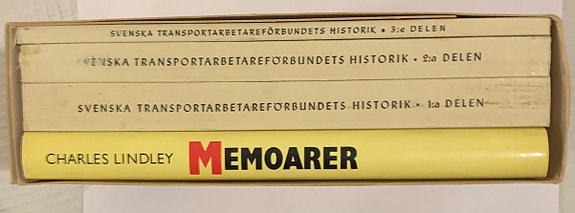 SVENSKA TRANSPORTARBETAREFÖRBUNDETS HISTORIK • 3:e DELEN
SVENSKA TRANSPORTARBETAREFÖRBUNDETS HISTORIK • 2:a DELEN
SVENSKA TRANSPORTARBETAREFÖRBUNDETS HISTORIK • 1:a DELEN
CHARLES LINDLEY MEMOARER